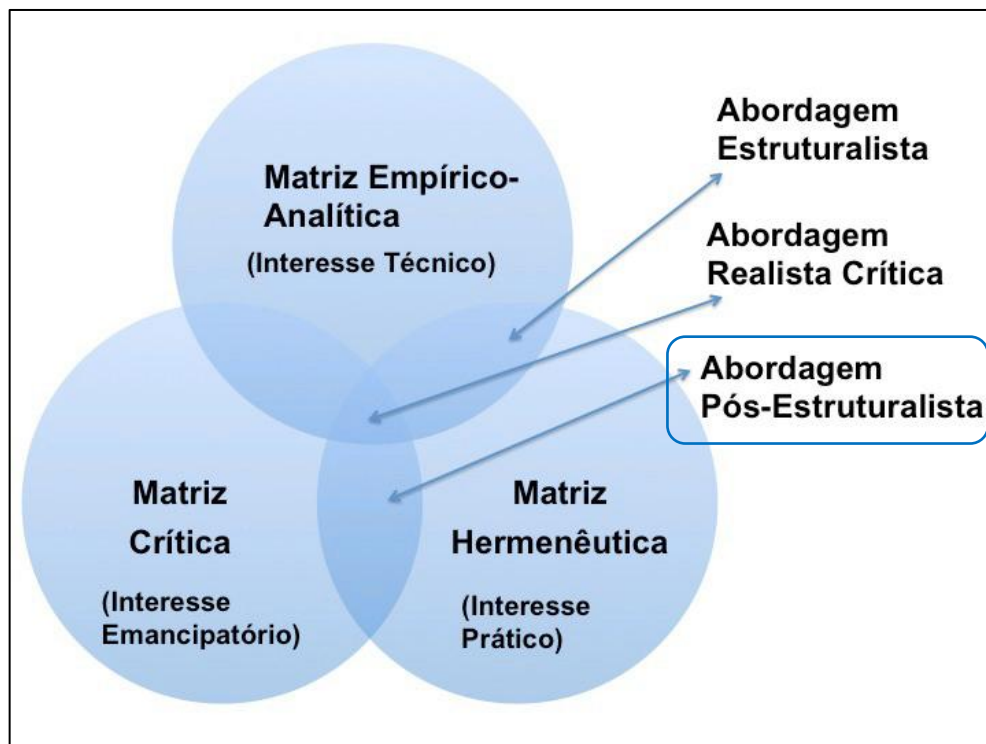 Matriz Empírico-
Analítica
(Interesse Técnico)
Abordagem
Estruturalista
Abordagem
Realista Crítica
Abordagem
Pós-Estruturalista
Matriz
Crítica
(Interesse
Emancipatório)
Matriz
Hermenêutica
(Interesse
Prático)